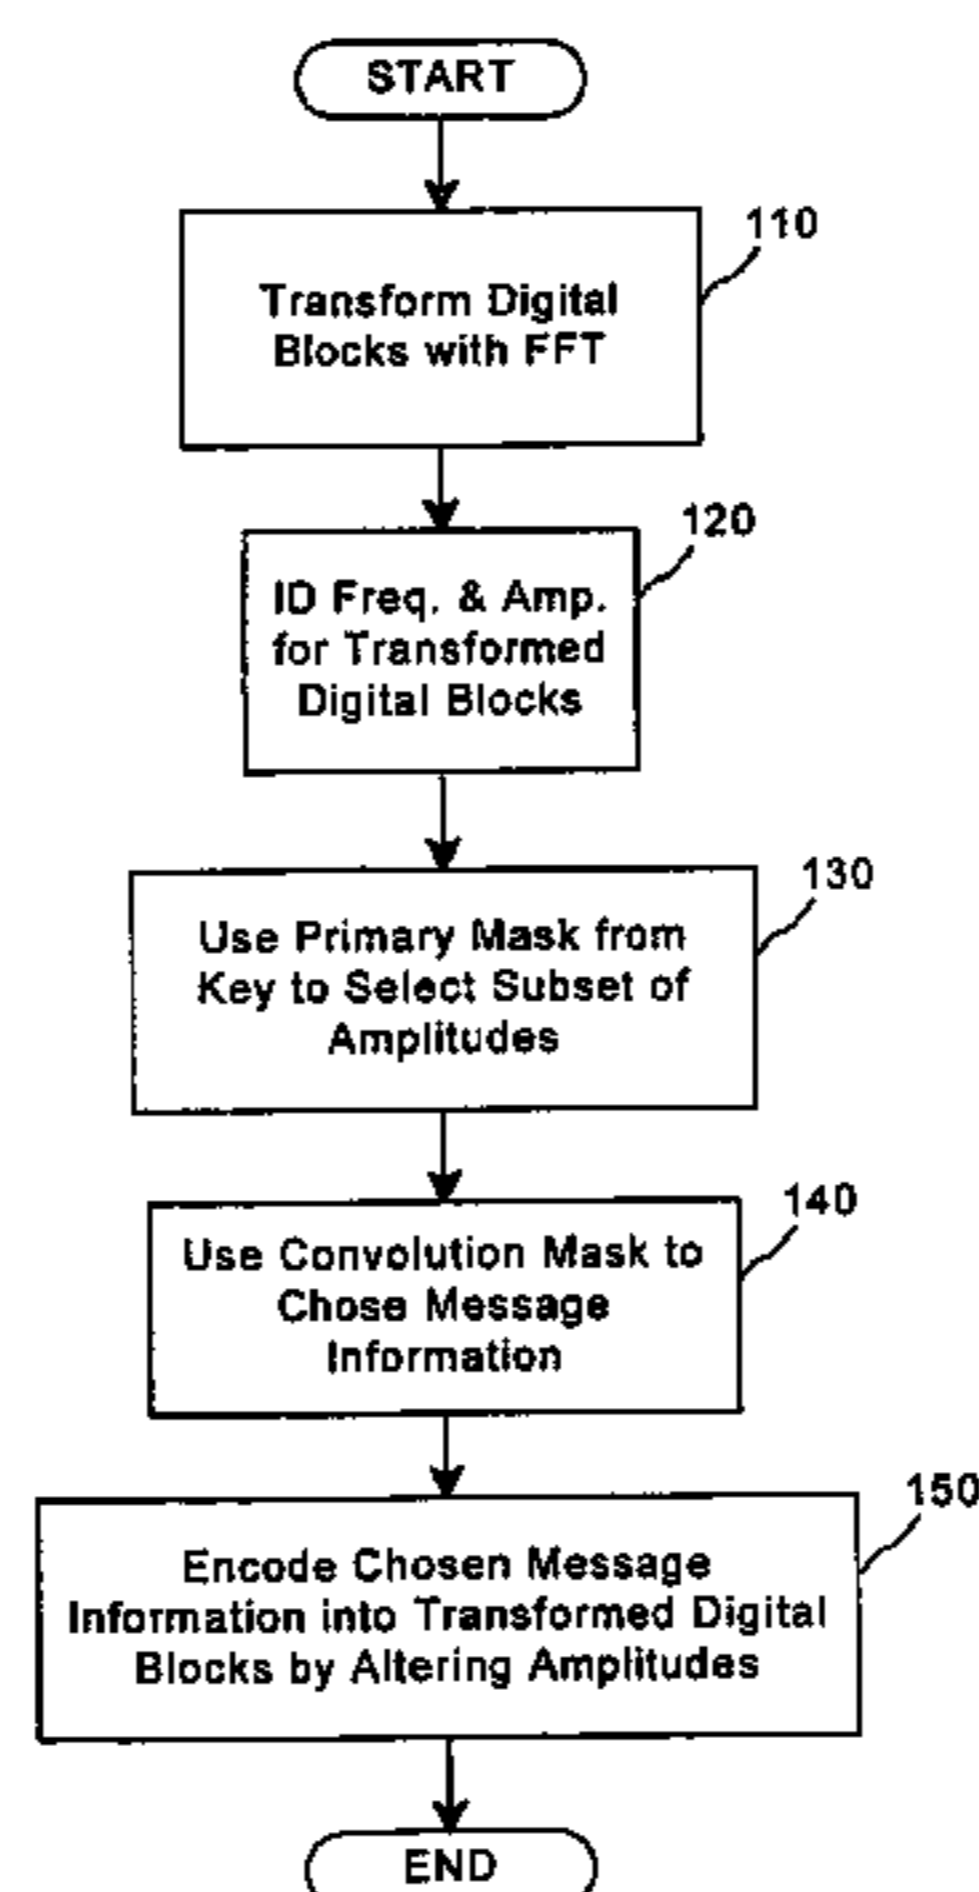 START
110
Transform Digital
Blocks with FFT
120
ID Freq. & Amp.
for Transformed
Digital Blocks
130
Use Primary Mask from
Key to Select Subset of
Amplitudes
140
Use Convolution Mask to
Chose Message
Information
150
Encode Chosen Message
Information into Transformed Digital
Blocks by Altering Amplitudes
END